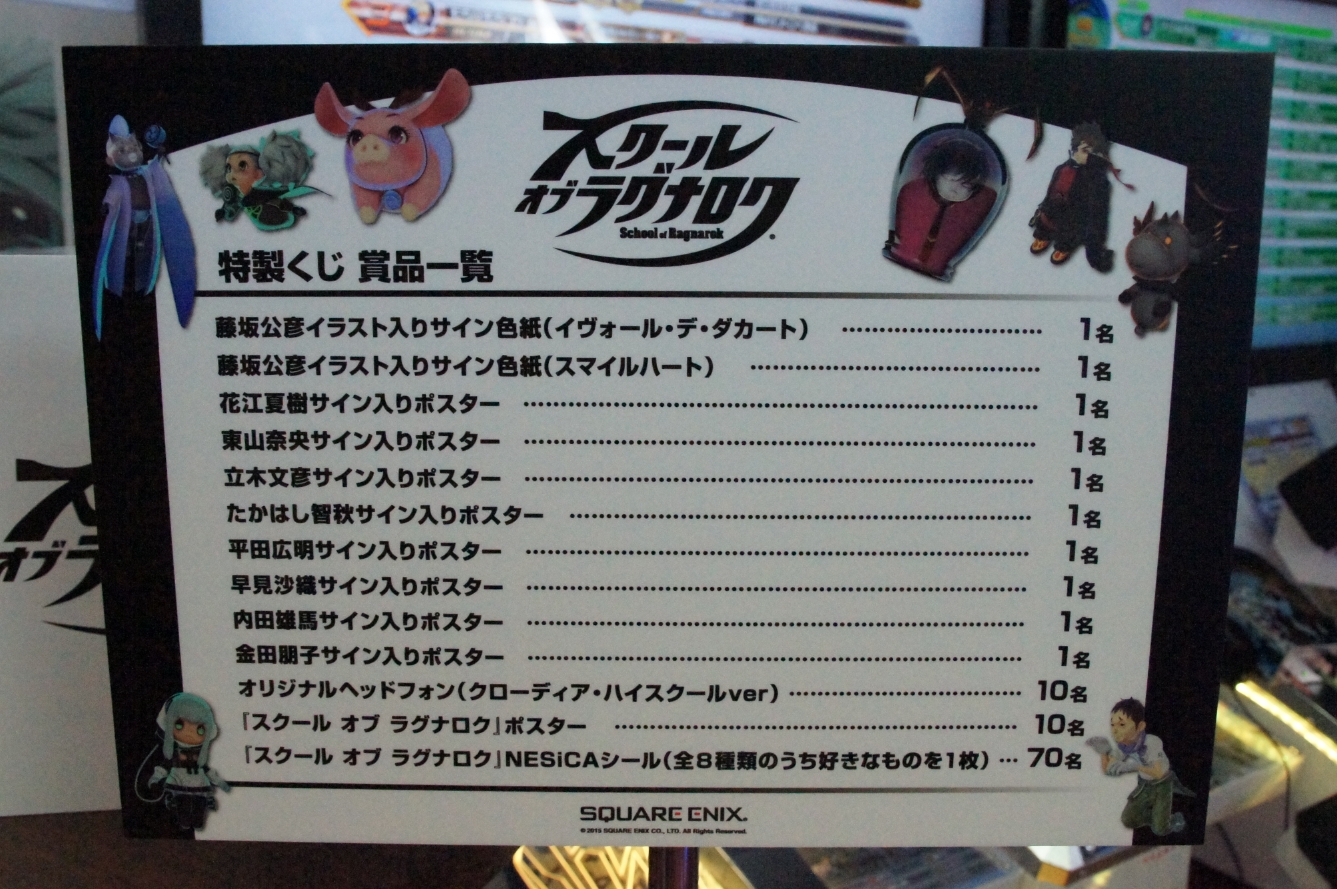 スクール
オブ ラグナロク
School of Ragnarok
特製くじ 賞品一覧
藤坂公彦イラスト入りサイン色紙(イヴォール・デ・ダカート) ………… 1名
藤坂公彦イラスト入りサイン色紙(スマイルハート) ………… 1名
花江夏樹サイン入りポスター ………… 1名
東山奈央サイン入りポスター ………… 1名
立木文彦サイン入りポスター ………… 1名
たかはし智秋サイン入りポスター ………… 1名
平田広明サイン入りポスター ………… 1名
早見沙織サイン入りポスター ………… 1名
内田雄馬サイン入りポスター ………… 1名
金田朋子サイン入りポスター ………… 1名
オリジナルヘッドフォン(クローディア・ハイスクールver) ………… 10名
『スクール オブ ラグナロク』ポスター ………… 10名
『スクール オブ ラグナロク』NESiCAシール(全8種類のうち好きなものを1枚) … 70名
SQUARE ENIX.
© 2015 SQUARE ENIX CO., LTD. All Rights Reserved.